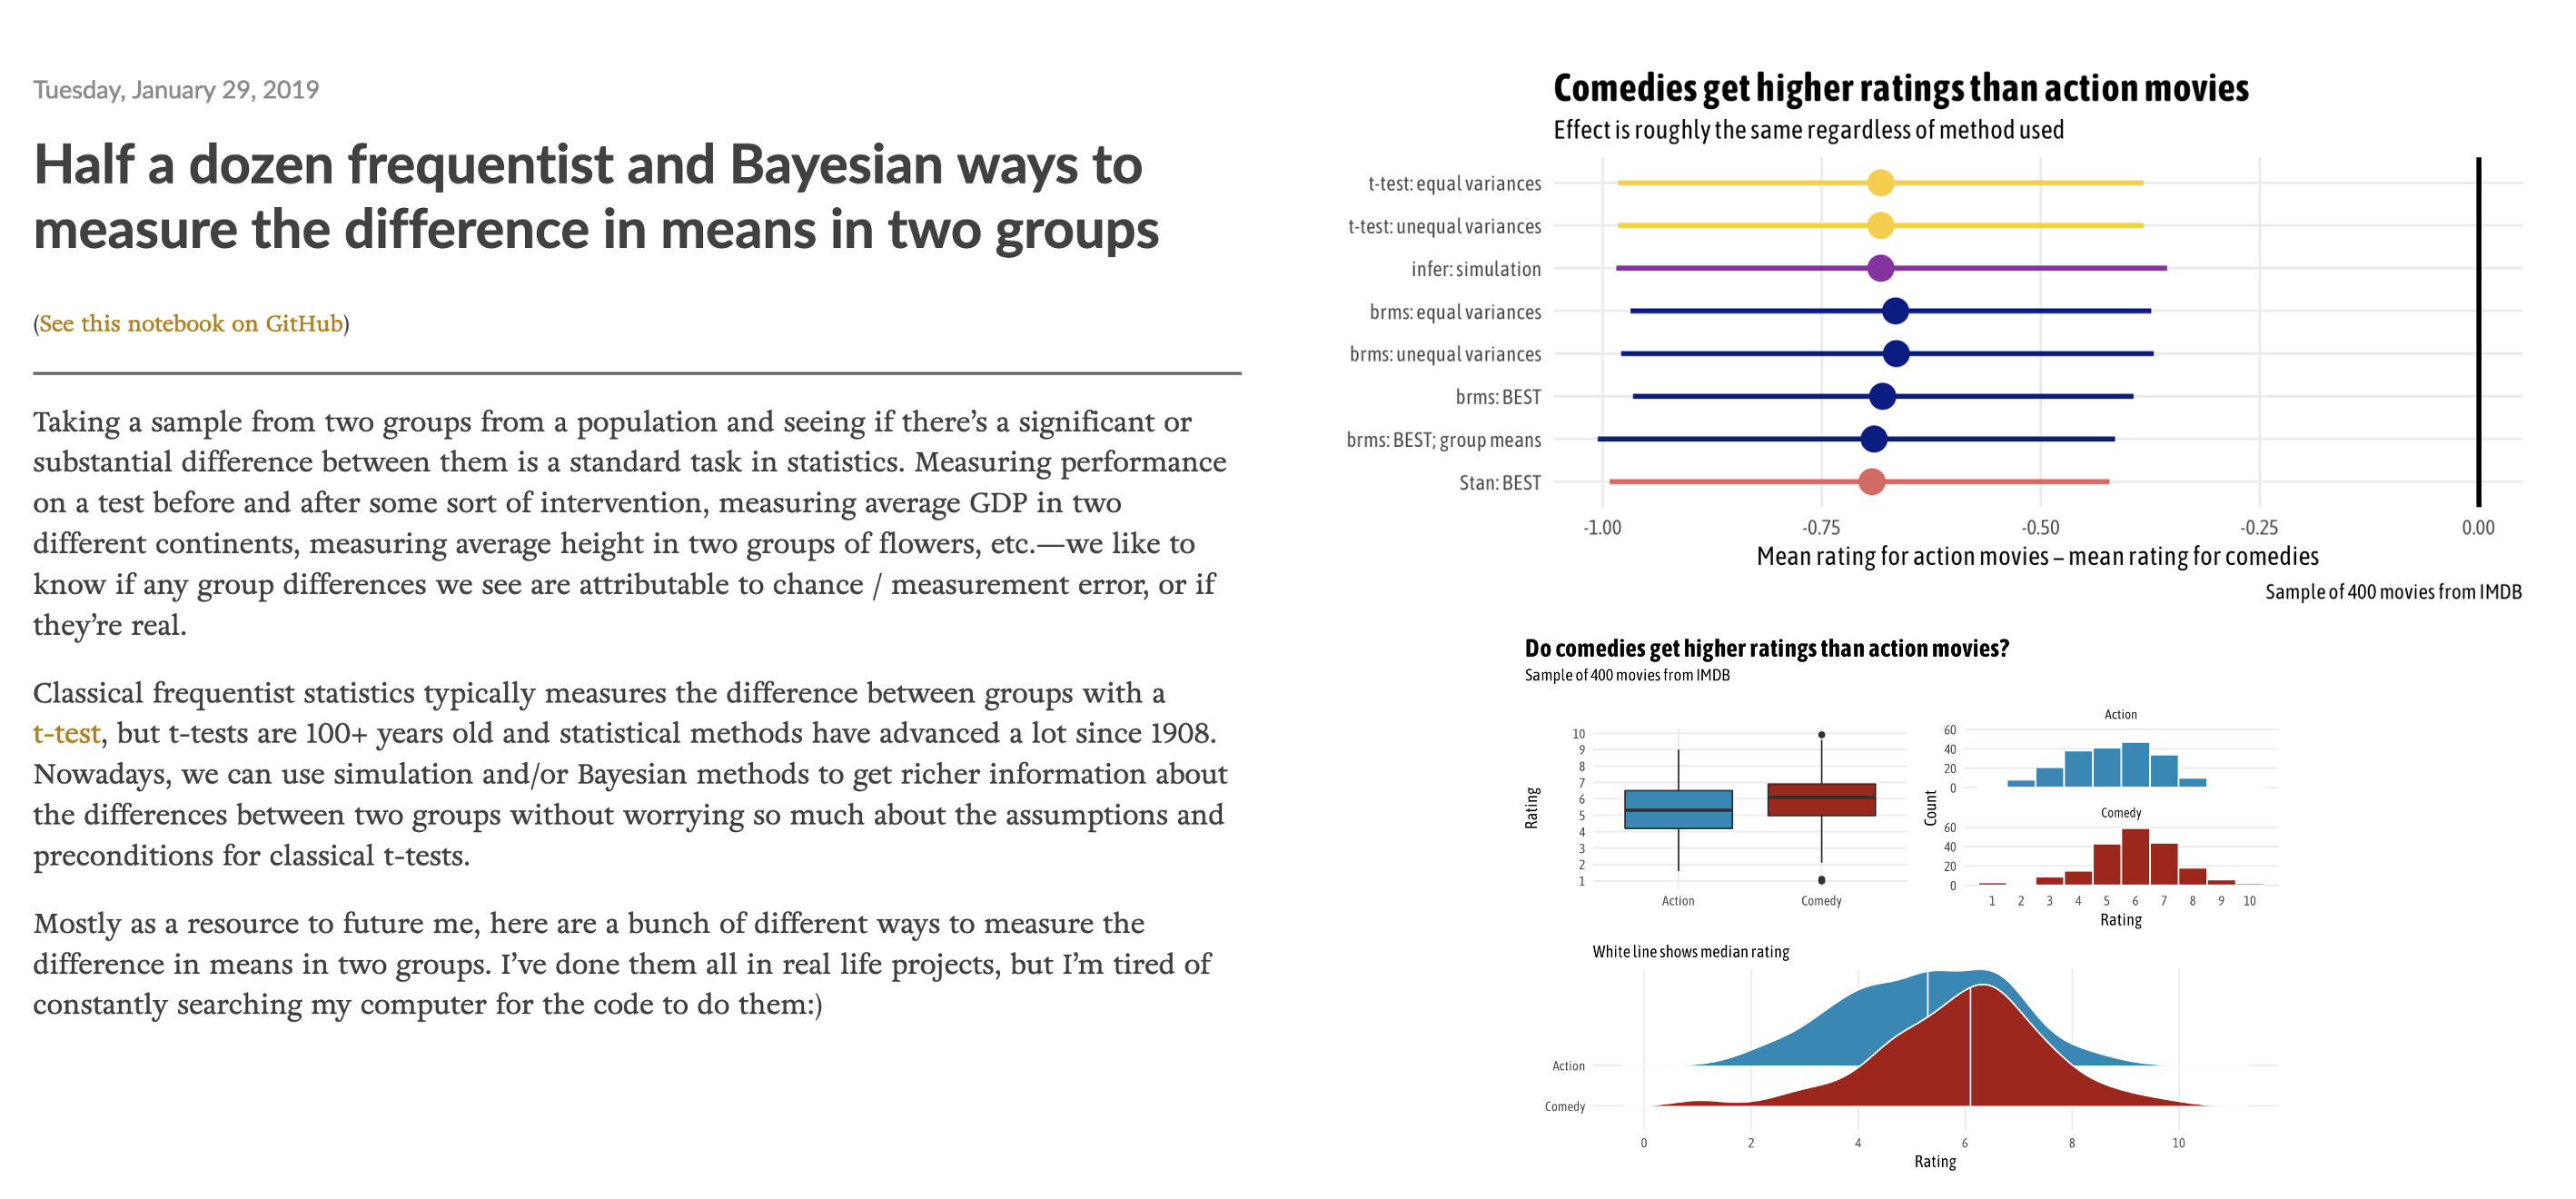 Tuesday, January 29, 2019
Half a dozen frequentist and Bayesian ways to
measure the difference in means in two groups
(See this notebook on GitHub)
Taking a sample from two groups from a population and seeing if there’s a significant or
substantial difference between them is a standard task in statistics. Measuring performance
on a test before and after some sort of intervention, measuring average GDP in two
different continents, measuring average height in two groups of flowers, etc.—we like to
know if any group differences we see are attributable to chance / measurement error, or if
they’re real.
Classical frequentist statistics typically measures the difference between groups with a
t-test, but t-tests are 100+ years old and statistical methods have advanced a lot since 1908.
Nowadays, we can use simulation and/or Bayesian methods to get richer information about
the differences between two groups without worrying so much about the assumptions and
preconditions for classical t-tests.
Mostly as a resource to future me, here are a bunch of different ways to measure the
difference in means in two groups. I’ve done them all in real life projects, but I’m tired of
constantly searching my computer for the code to do them:)
Comedies get higher ratings than action movies
Effect is roughly the same regardless of method used
t-test: equal variances
t-test: unequal variances
infer: simulation
brms: equal variances
brms: unequal variances
brms: BEST
brms: BEST; group means
Stan: BEST
-1.00 -0.75 -0.50 -0.25 0.00
Mean rating for action movies – mean rating for comedies
Sample of 400 movies from IMDB
Do comedies get higher ratings than action movies?
Sample of 400 movies from IMDB
Rating
10
9
8
7
6
5
4
3
2
1
Action Comedy
Count
Action
60
40
20
0
Comedy
60
40
20
0
1 2 3 4 5 6 7 8 9 10
Rating
White line shows median rating
Action
Comedy
0 2 4 6 8 10
Rating